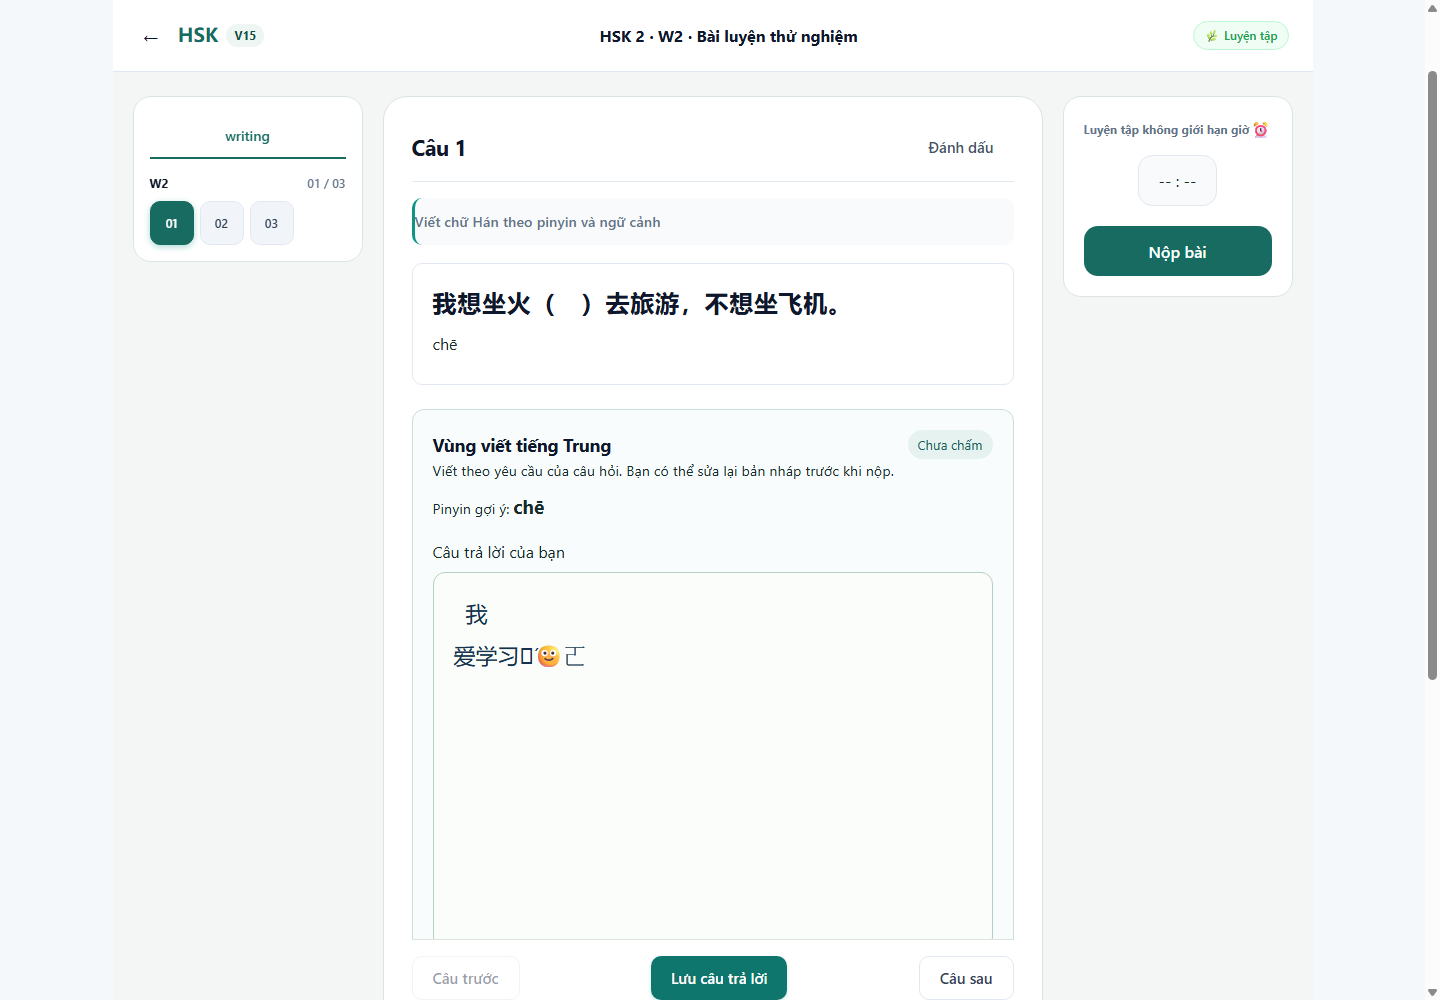 ← HSK V15
HSK 2 · W2 · Bài luyện thử nghiệm
Luyện tập
writing
W2 01 / 03
01 02 03
Câu 1
Đánh dấu
Viết chữ Hán theo pinyin và ngữ cảnh
我想坐火（　）去旅游，不想坐飞机。
chē
Vùng viết tiếng Trung
Chưa chấm
Viết theo yêu cầu của câu hỏi. Bạn có thể sửa lại bản nháp trước khi nộp.
Pinyin gợi ý: chē
Câu trả lời của bạn
我
爱学习
Câu trước
Lưu câu trả lời
Câu sau
Luyện tập không giới hạn giờ ⏰
-- : --
Nộp bài